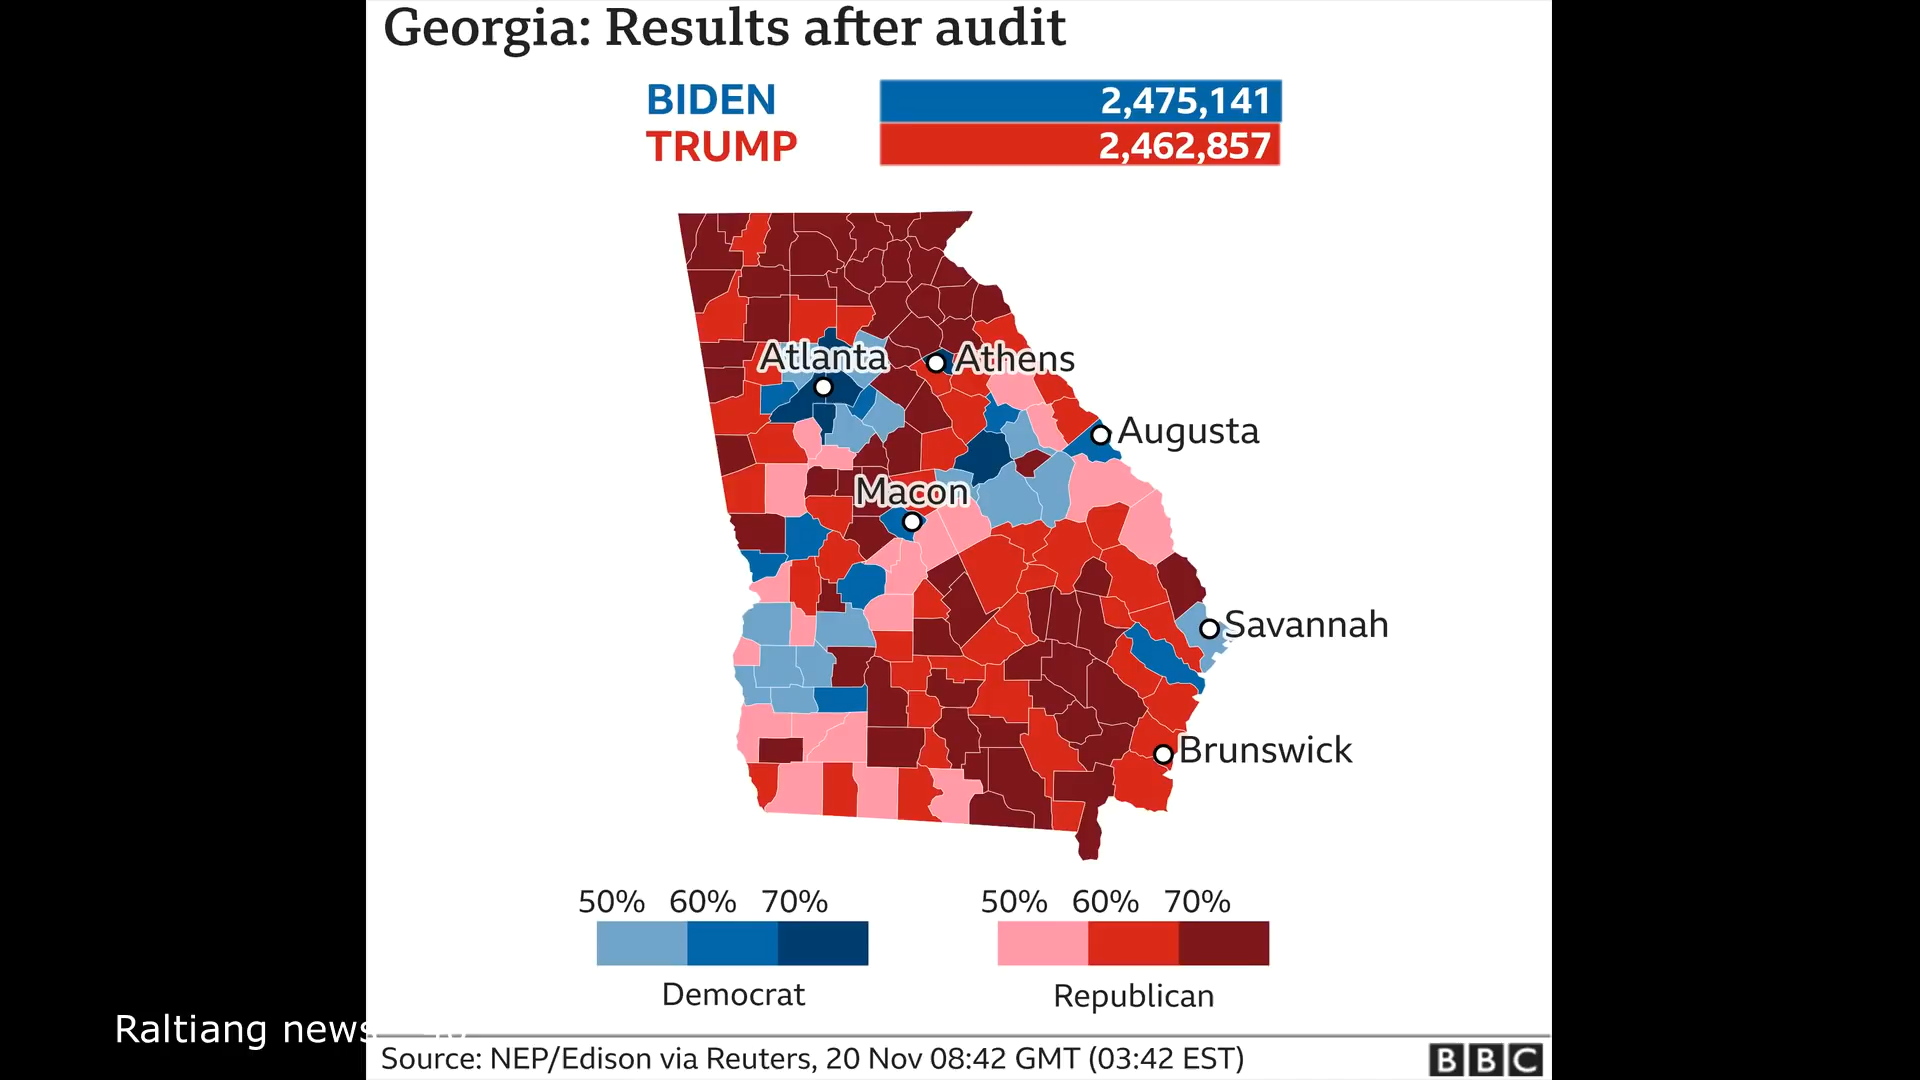 Georgia: Results after audit
BIDEN 2,475,141
TRUMP 2,462,857
Atlanta
Athens
Augusta
Macon
Savannah
Brunswick
50% 60% 70%
Democrat
50% 60% 70%
Republican
Raltiang news
Source: NEP/Edison via Reuters, 20 Nov 08:42 GMT (03:42 EST)
BBC